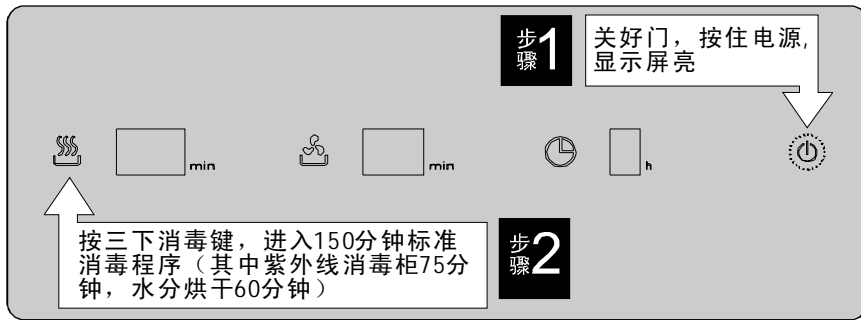 步骤1
关好门，按住电源，
显示屏亮
min
min
h
按三下消毒键，进入150分钟标准
消毒程序（其中紫外线消毒柜75分
钟，水分烘干60分钟）
步骤2